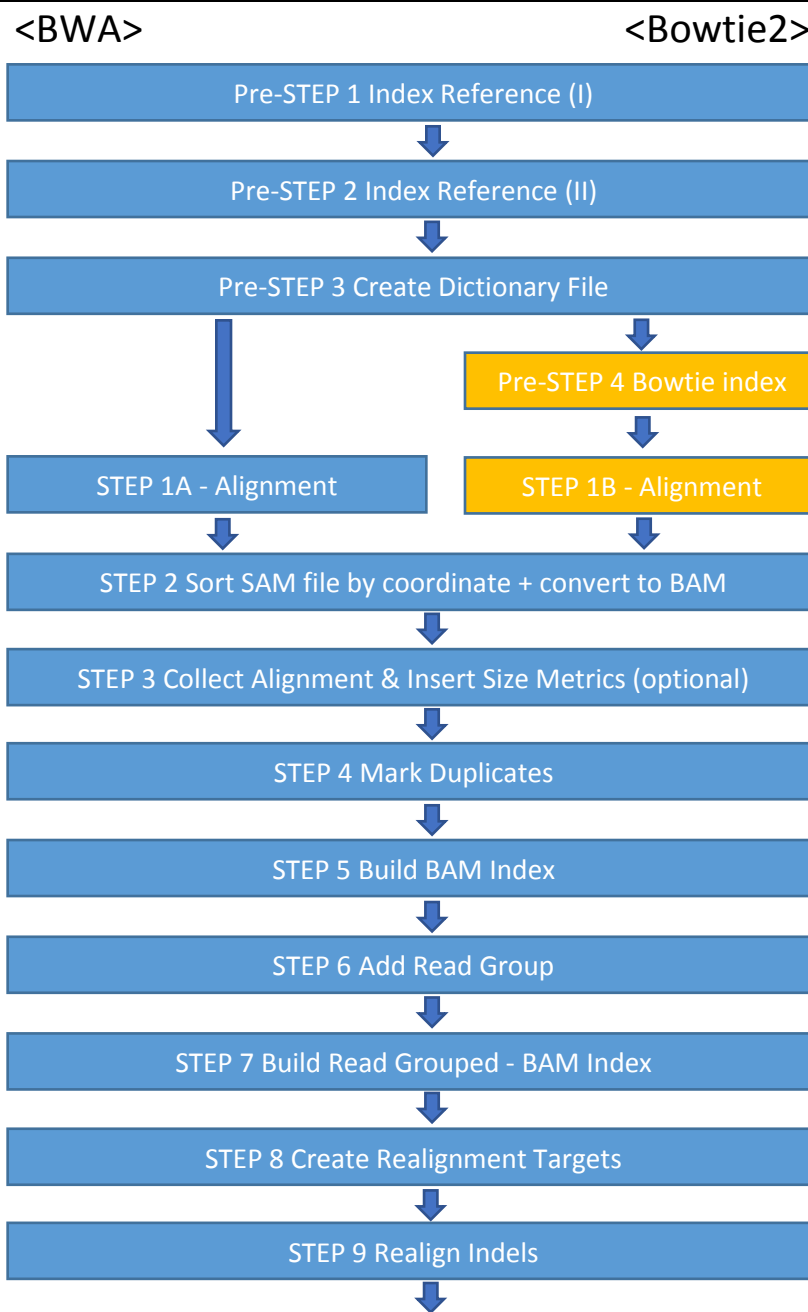 <BWA>
<Bowtie2>
Pre-STEP 1 Index Reference (I)
Pre-STEP 2 Index Reference (II)
Pre-STEP 3 Create Dictionary File
Pre-STEP 4 Bowtie index
STEP 1A - Alignment
STEP 1B - Alignment
STEP 2 Sort SAM file by coordinate + convert to BAM
STEP 3 Collect Alignment & Insert Size Metrics (optional)
STEP 4 Mark Duplicates
STEP 5 Build BAM Index
STEP 6 Add Read Group
STEP 7 Build Read Grouped - BAM Index
STEP 8 Create Realignment Targets
STEP 9 Realign Indels